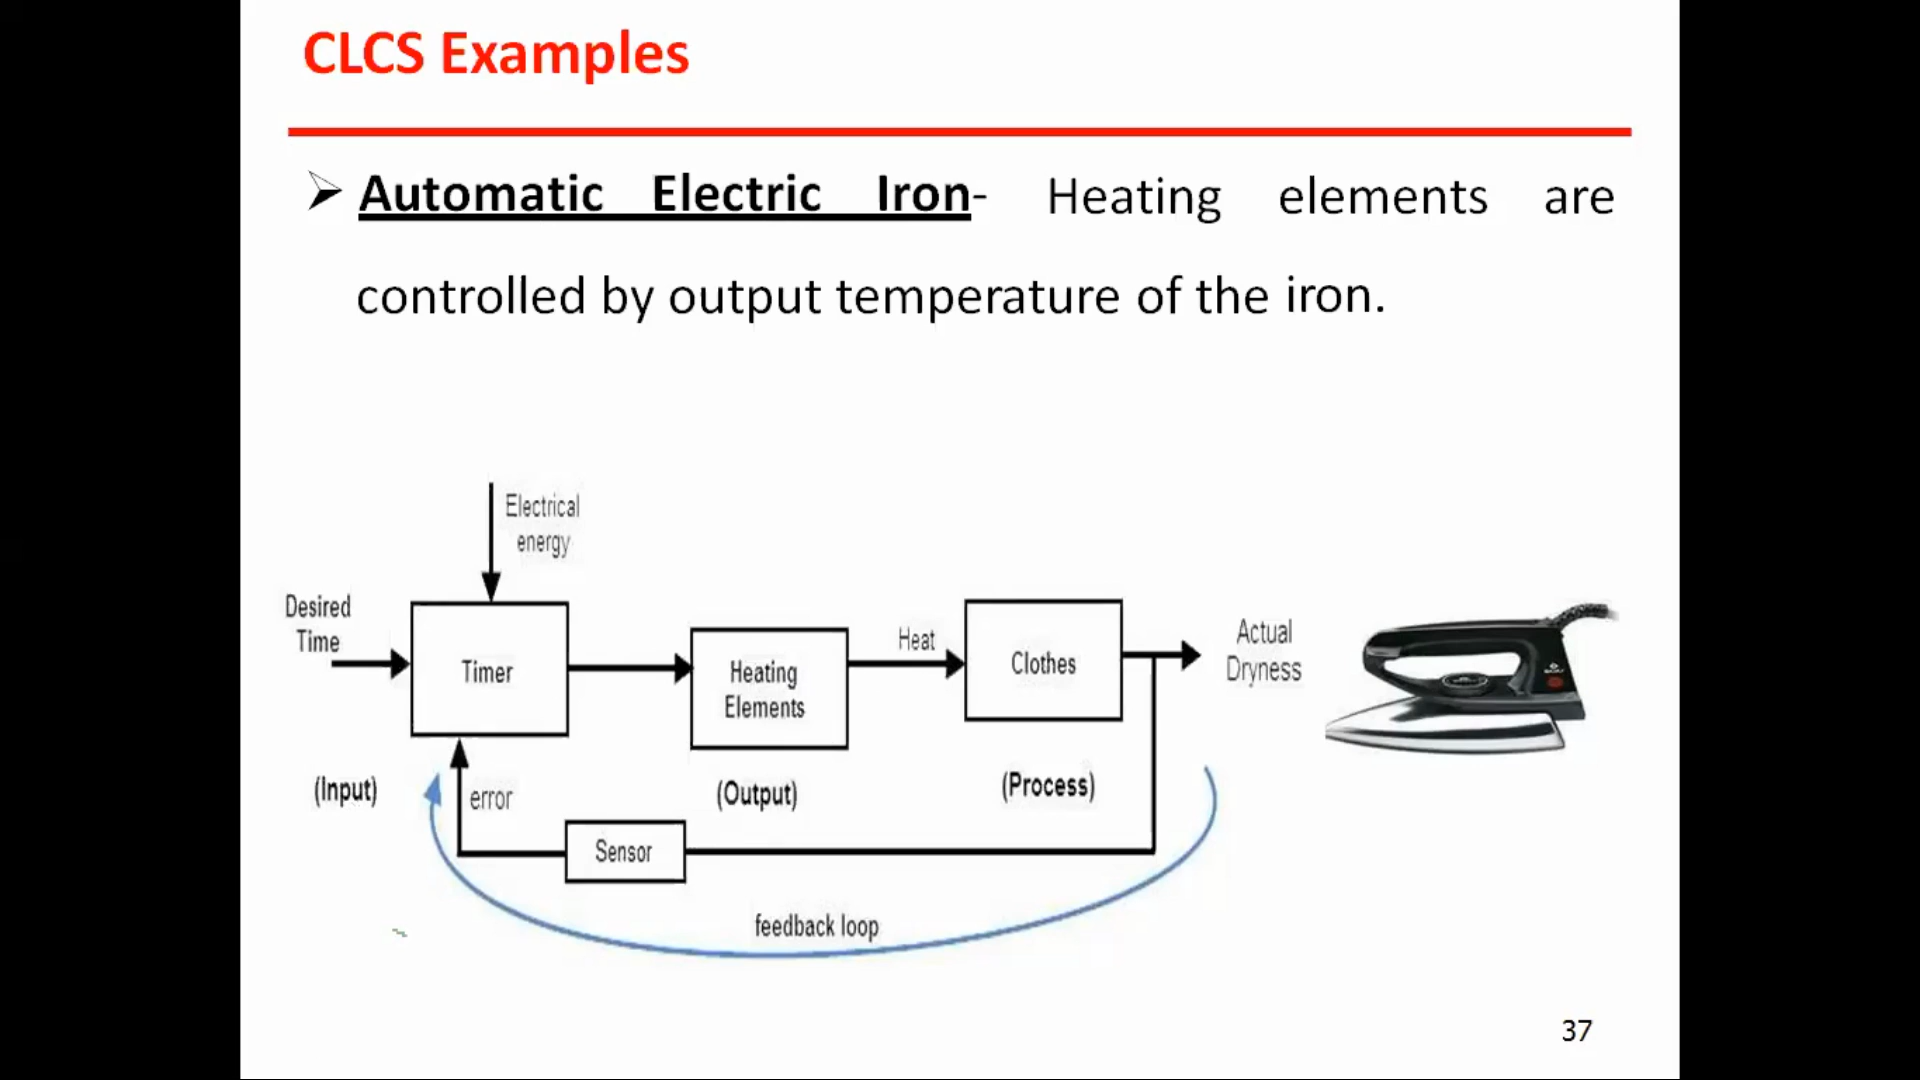 CLCS Examples
Automatic Electric Iron- Heating elements are
controlled by output temperature of the iron.
Electrical
energy
Desired
Time
Timer
Heating
Elements
Heat
Clothes
Actual
Dryness
(Input)
error
(Output)
(Process)
Sensor
feedback loop
37